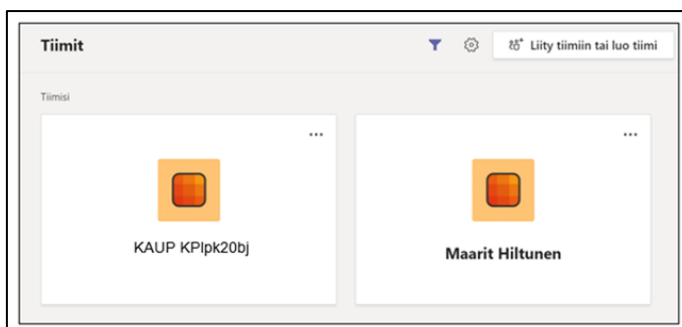 Tiimit
Liity tiimiin tai luo tiimi
Tiimisi
KAUP KPlpk20bj
Maarit Hiltunen